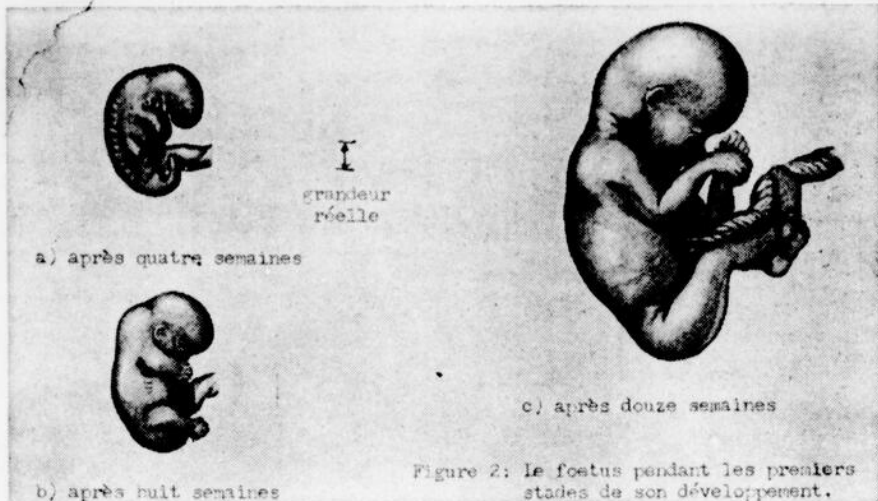 grandeur
réelle
a) après quatre semaines
b) après huit semaines
c) après douze semaines
Figure 2: le foetus pendant les premiers
stades de son développement.